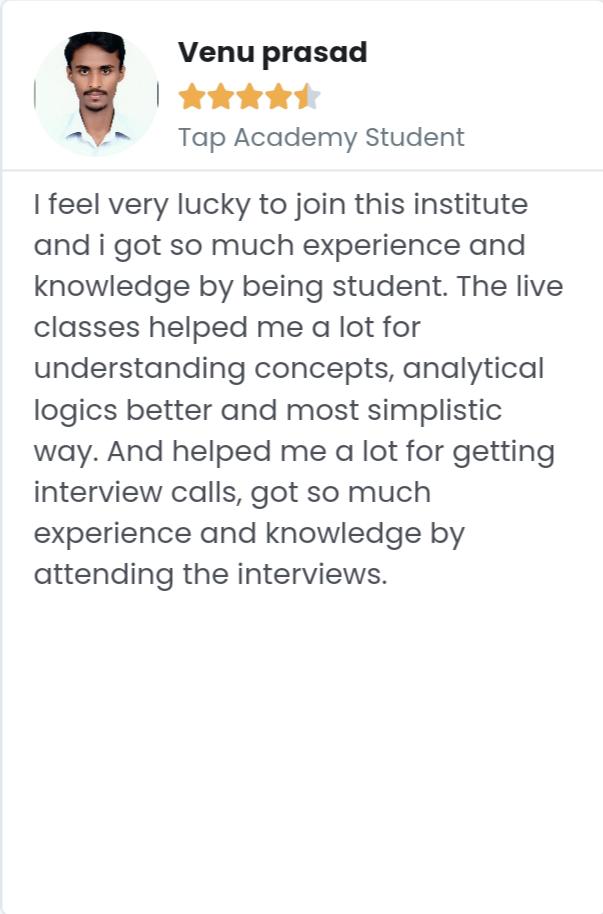 Venu prasad
Tap Academy Student
I feel very lucky to join this institute
and i got so much experience and
knowledge by being student. The live
classes helped me a lot for
understanding concepts, analytical
logics better and most simplistic
way. And helped me a lot for getting
interview calls, got so much
experience and knowledge by
attending the interviews.